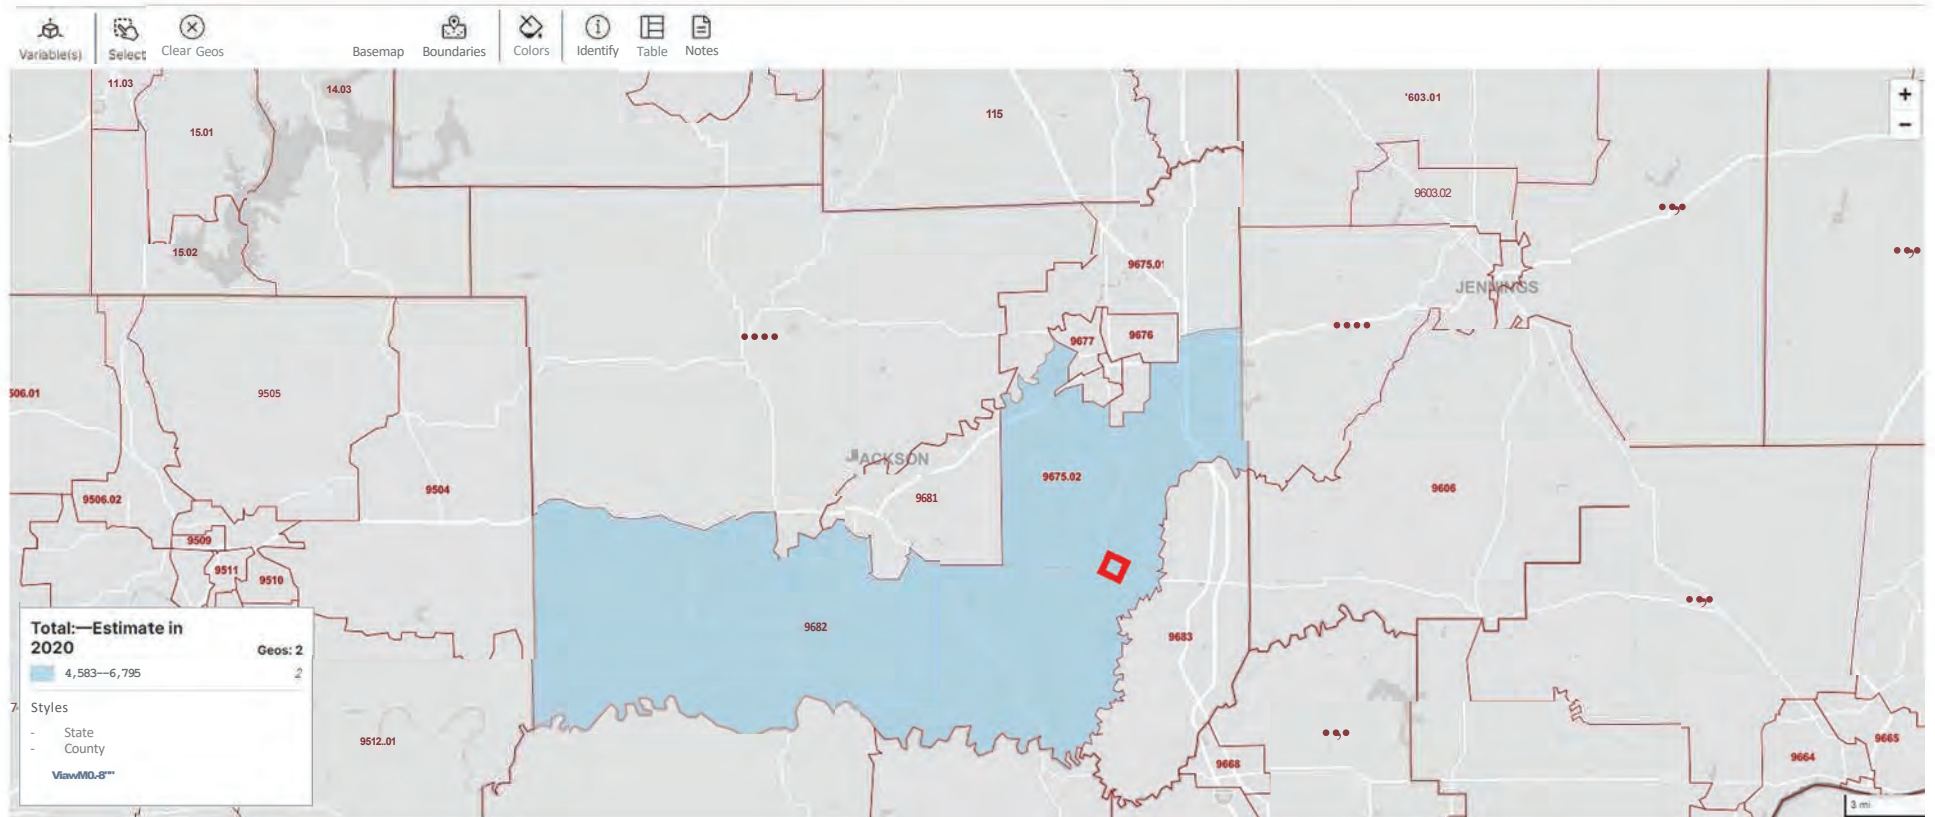 Variable(s)
Select
Clear Geos
Basemap
Boundaries
Colors
Identify
Table
Notes
11.03
14.03
15.01
115
'603.01
9603.02
15.02
9675.01
JENNINGS
9677
9676
506.01
9505
JACKSON
9675.02
9504
9681
9606
9506.02
9509
9511
9510
9682
9683
9512..01
9668
9664
9665
+
−
Total:—Estimate in
2020
Geos: 2
4,583--6,795
2
Styles
- State
- County
3 mi